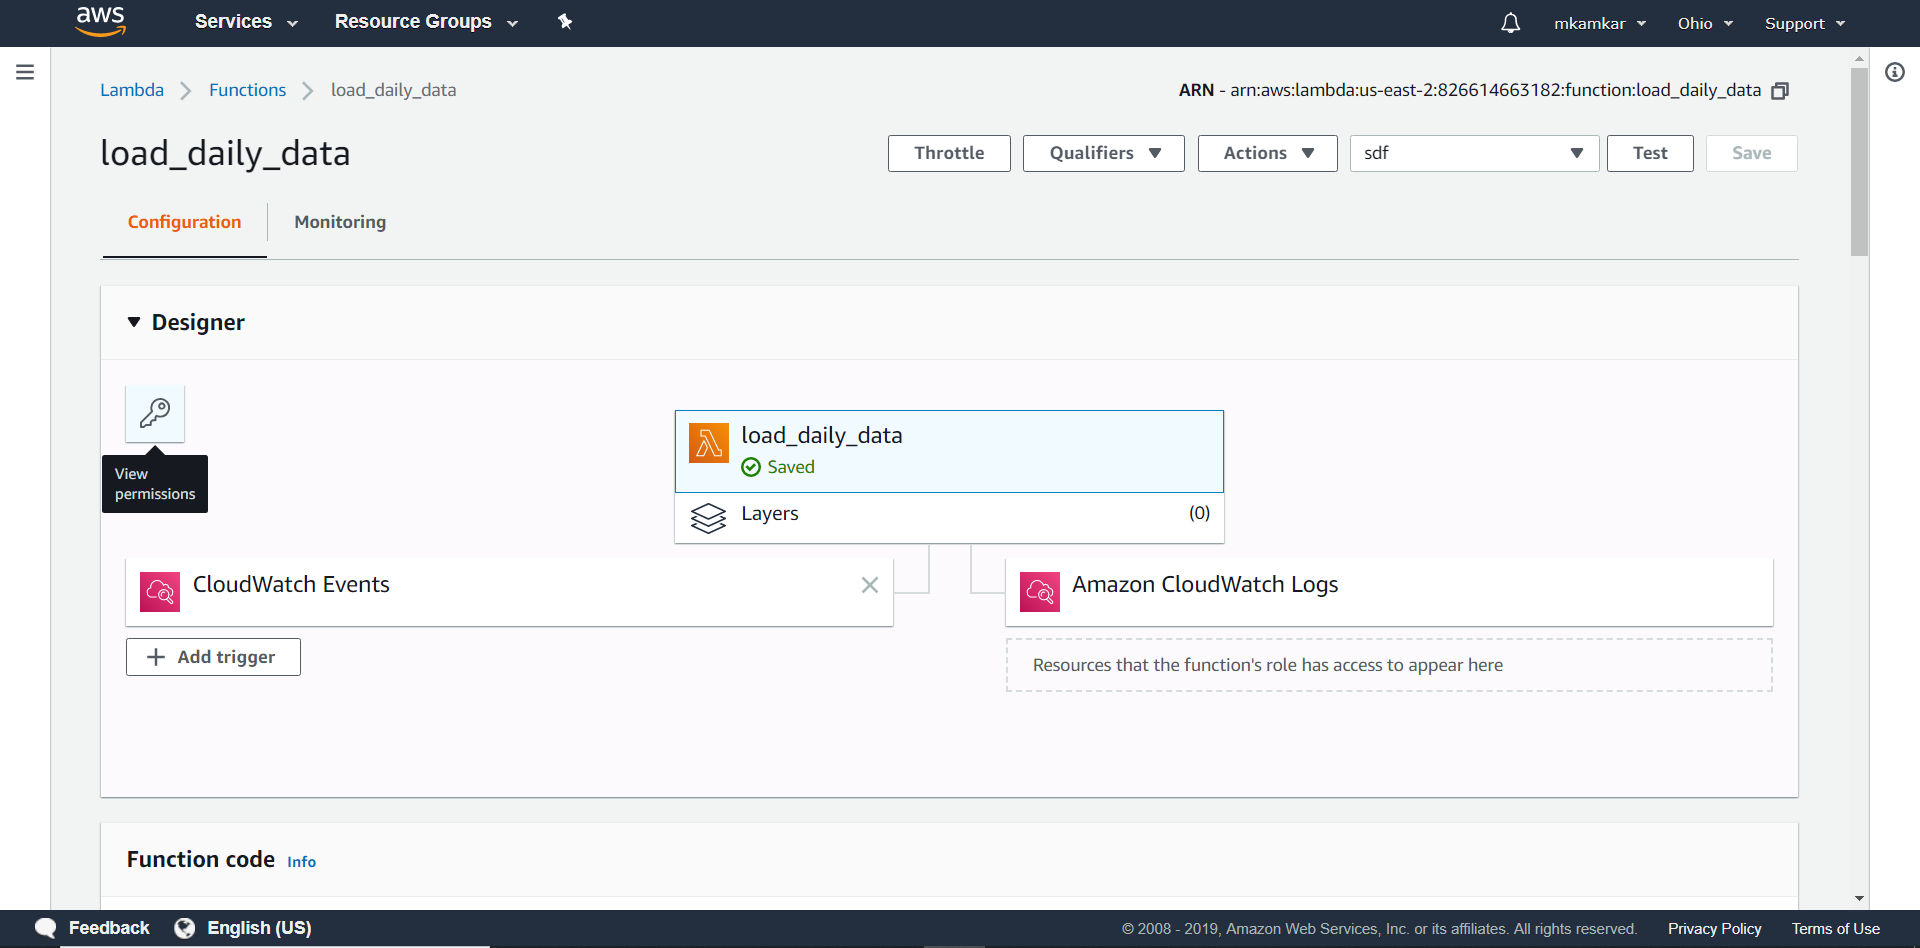 aws Services Resource Groups mkamkar Ohio Support
Lambda Functions load_daily_data ARN - arn:aws:lambda:us-east-2:826614663182:function:load_daily_data
load_daily_data Throttle Qualifiers Actions sdf Test Save
Configuration Monitoring
Designer
load_daily_data
Saved
View
permissions
Layers (0)
CloudWatch Events Amazon CloudWatch Logs
Add trigger Resources that the function's role has access to appear here
Function code Info
Feedback English (US) © 2008 - 2019, Amazon Web Services, Inc. or its affiliates. All rights reserved. Privacy Policy Terms of Use